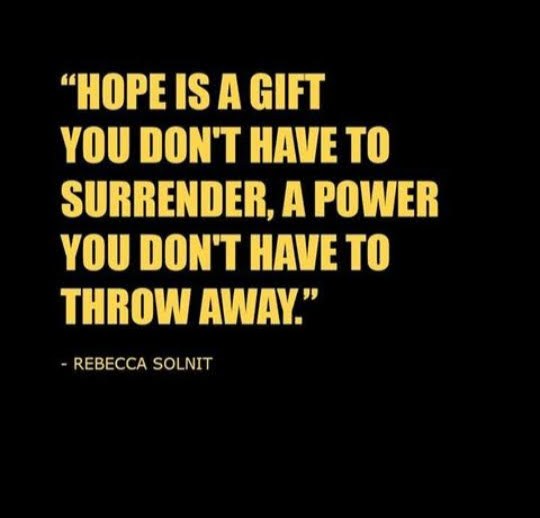 “HOPE IS A GIFT
YOU DON'T HAVE TO
SURRENDER, A POWER
YOU DON'T HAVE TO
THROW AWAY.”
- REBECCA SOLNIT